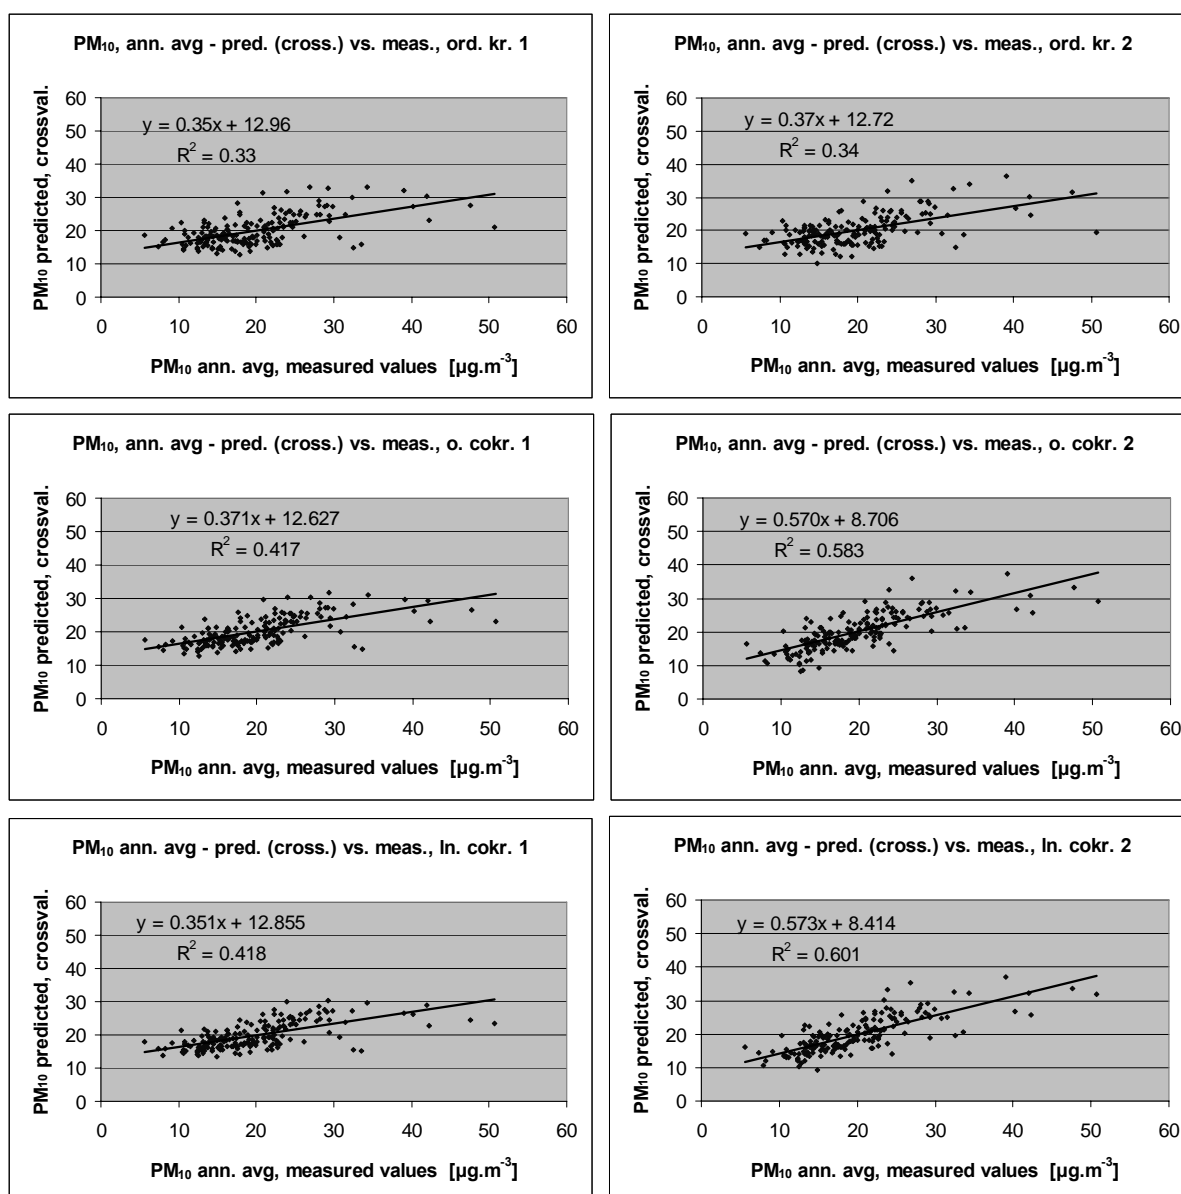 PM₁₀, ann. avg - pred. (cross.) vs. meas., ord. kr. 1
PM₁₀ predicted, crossval.
60
50
40
30
20
10
0
y = 0.35x + 12.96
R² = 0.33
0 10 20 30 40 50 60
PM₁₀ ann. avg, measured values [µg.m⁻³]
PM₁₀, ann. avg - pred. (cross.) vs. meas., ord. kr. 2
PM₁₀ predicted, crossval.
60
50
40
30
20
10
0
y = 0.37x + 12.72
R² = 0.34
0 10 20 30 40 50 60
PM₁₀ ann. avg, measured values [µg.m⁻³]
PM₁₀, ann. avg - pred. (cross.) vs. meas., o. cokr. 1
PM₁₀ predicted, crossval.
60
50
40
30
20
10
0
y = 0.371x + 12.627
R² = 0.417
0 10 20 30 40 50 60
PM₁₀ ann. avg, measured values [µg.m⁻³]
PM₁₀, ann. avg - pred. (cross.) vs. meas., o. cokr. 2
PM₁₀ predicted, crossval.
60
50
40
30
20
10
0
y = 0.570x + 8.706
R² = 0.583
0 10 20 30 40 50 60
PM₁₀ ann. avg, measured values [µg.m⁻³]
PM₁₀ ann. avg - pred. (cross.) vs. meas., ln. cokr. 1
PM₁₀ predicted, crossval.
60
50
40
30
20
10
0
y = 0.351x + 12.855
R² = 0.418
0 10 20 30 40 50 60
PM₁₀ ann. avg, measured values [µg.m⁻³]
PM₁₀ ann. avg - pred. (cross.) vs. meas., ln. cokr. 2
PM₁₀ predicted, crossval.
60
50
40
30
20
10
0
y = 0.573x + 8.414
R² = 0.601
0 10 20 30 40 50 60
PM₁₀ ann. avg, measured values [µg.m⁻³]